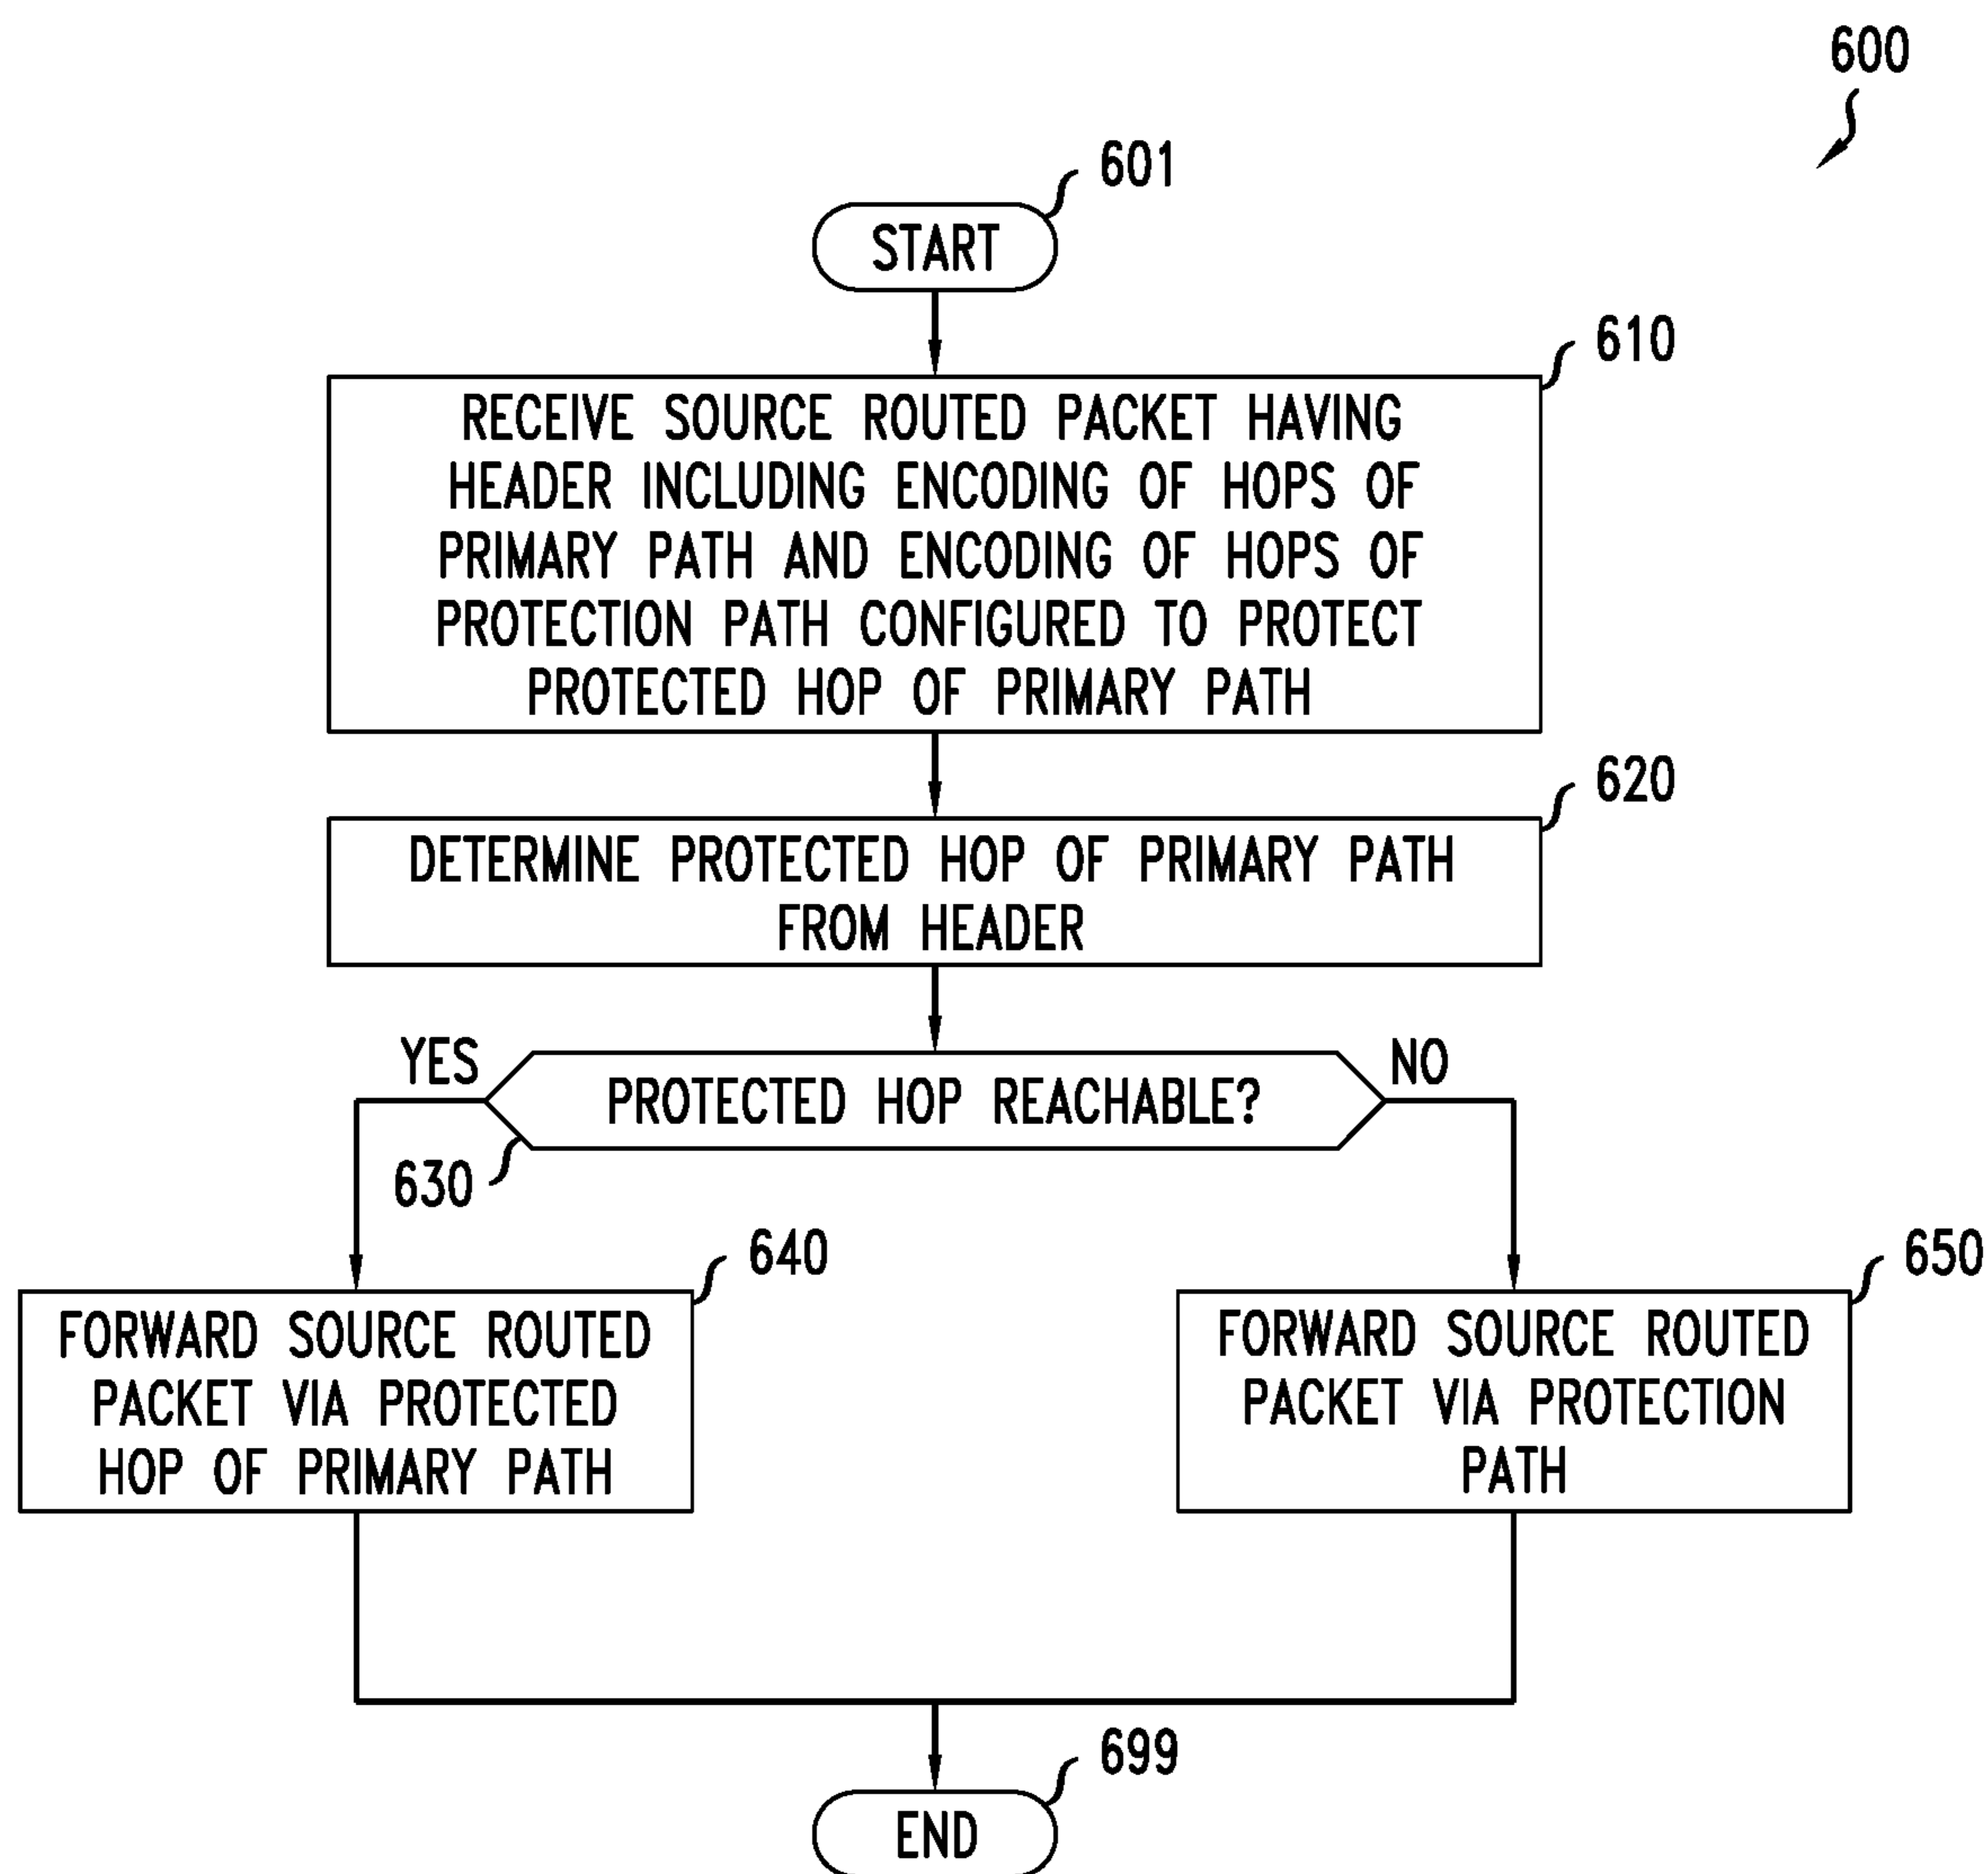 600
601
START
610
RECEIVE SOURCE ROUTED PACKET HAVING
HEADER INCLUDING ENCODING OF HOPS OF
PRIMARY PATH AND ENCODING OF HOPS OF
PROTECTION PATH CONFIGURED TO PROTECT
PROTECTED HOP OF PRIMARY PATH
620
DETERMINE PROTECTED HOP OF PRIMARY PATH
FROM HEADER
YES
NO
PROTECTED HOP REACHABLE?
630
640
FORWARD SOURCE ROUTED
PACKET VIA PROTECTED
HOP OF PRIMARY PATH
650
FORWARD SOURCE ROUTED
PACKET VIA PROTECTION
PATH
699
END